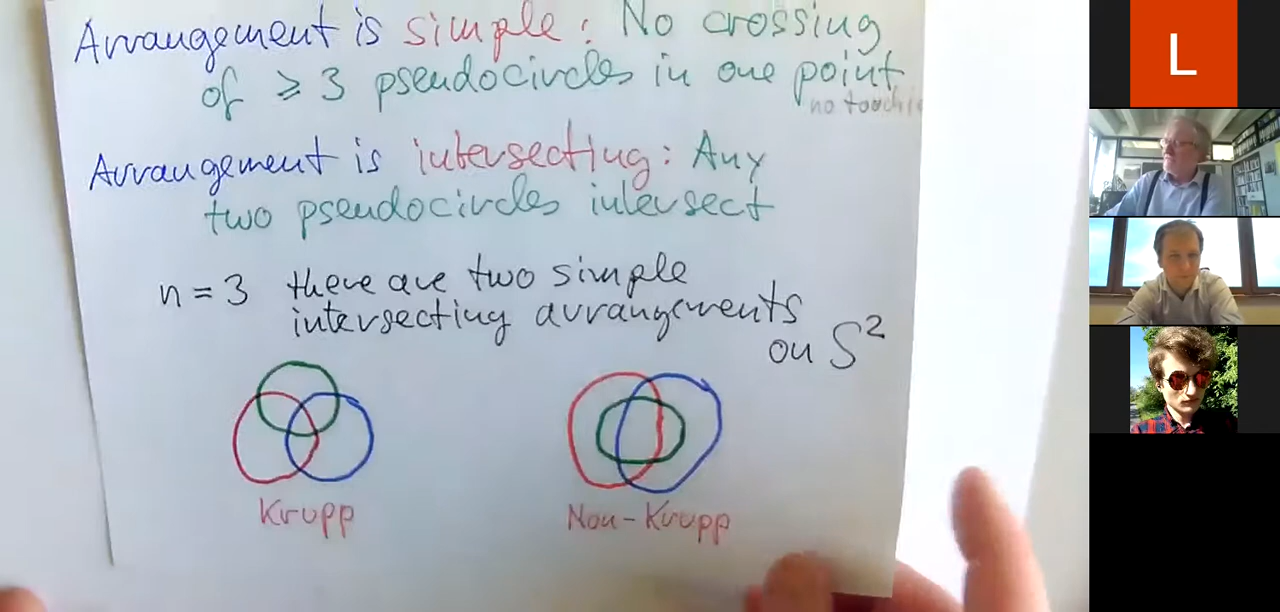 Arrangement is simple: No crossing
of ≥ 3 pseudocircles in one point
no touchi
Arrangement is intersecting: Any
two pseudocircles intersect
n = 3 there are two simple
intersecting arrangements
on S²
Krupp
Non-Krupp
L